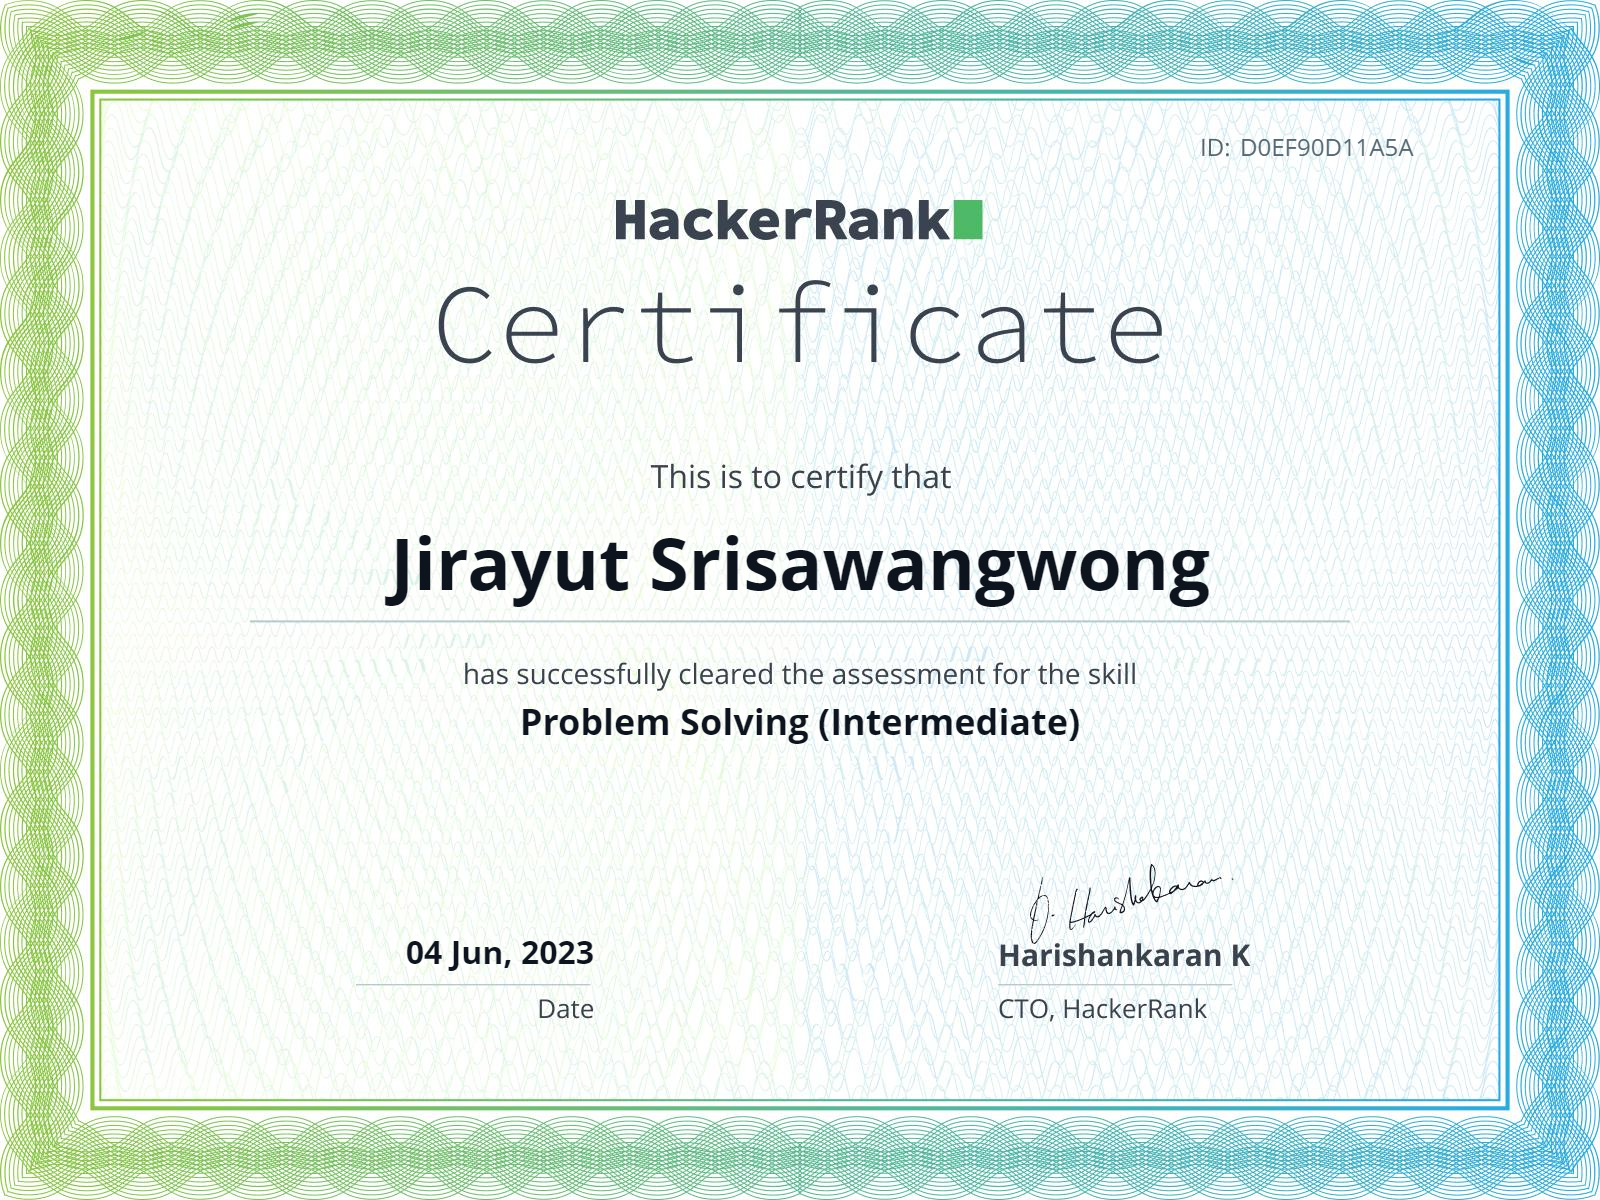 ID: D0EF90D11A5A
HackerRank
Certificate
This is to certify that
Jirayut Srisawangwong
has successfully cleared the assessment for the skill
Problem Solving (Intermediate)
04 Jun, 2023
Date
Harishankaran K
CTO, HackerRank